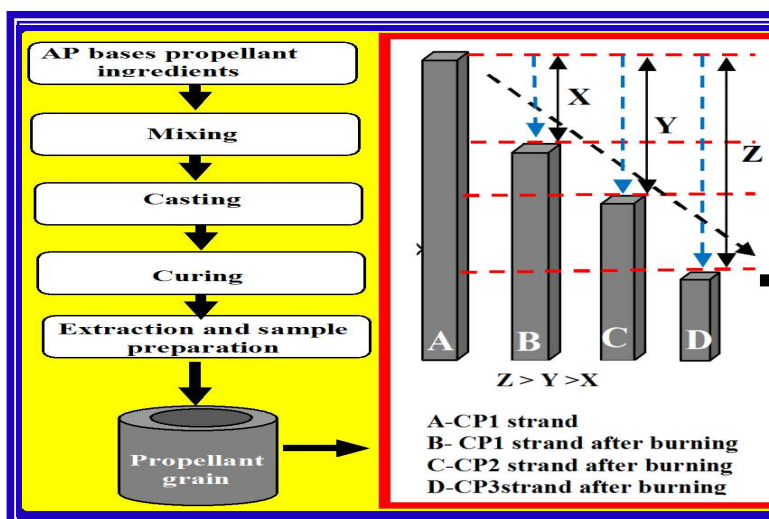 AP bases propellant
ingredients
Mixing
Casting
Curing
Extraction and sample
preparation
Propellant
grain
X
Y
Z
A
B
C
D
Z > Y >X
A-CP1 strand
B- CP1 strand after burning
C-CP2 strand after burning
D-CP3strand after burning